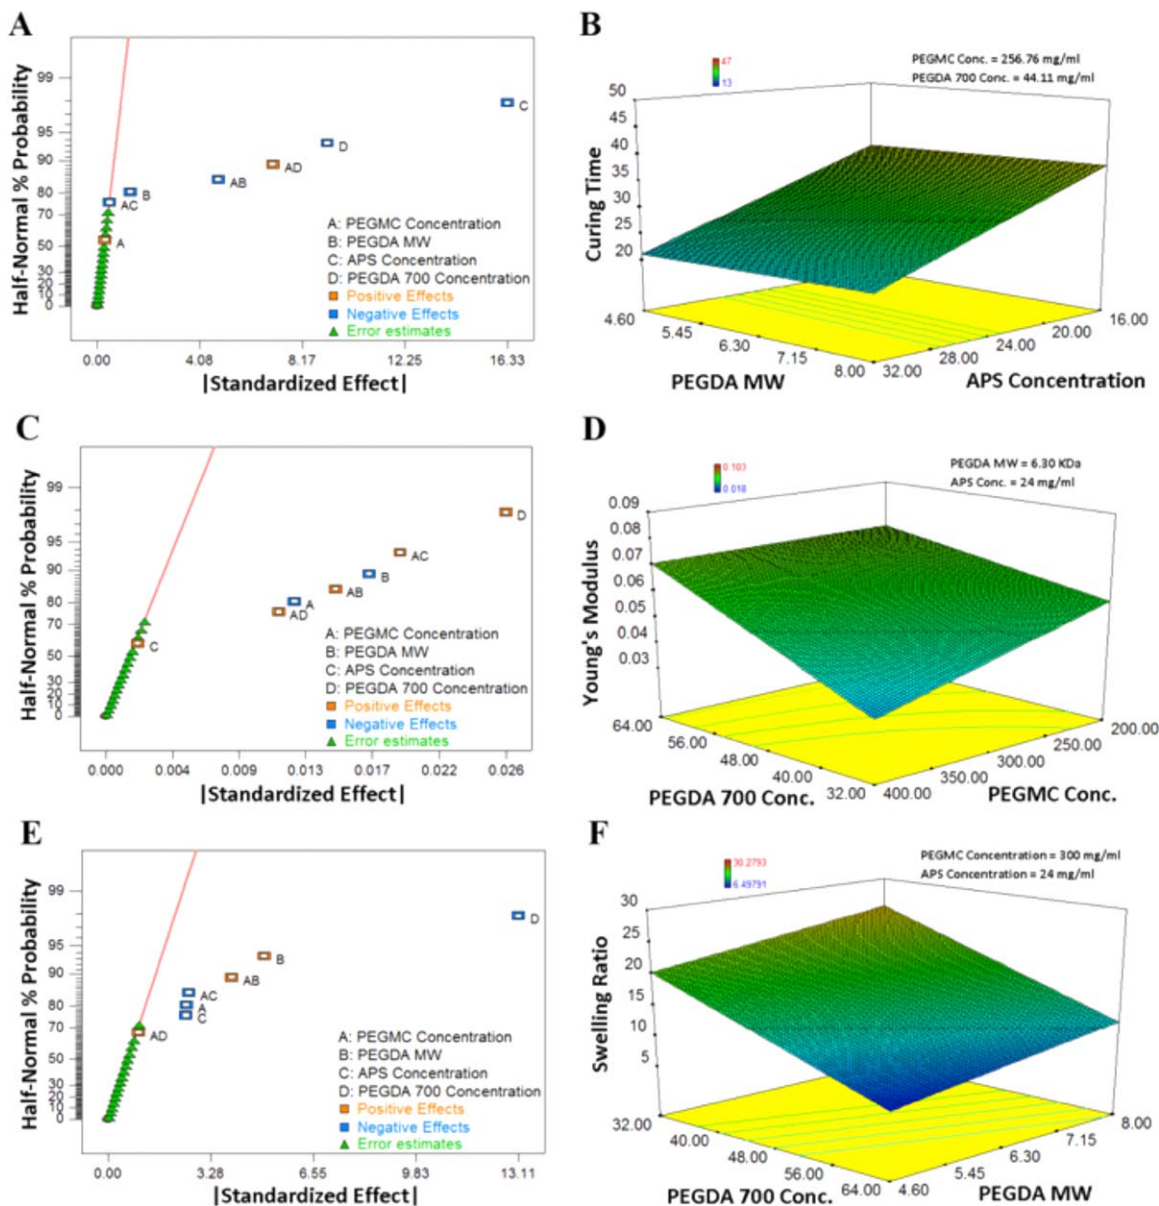 A
Half-Normal % Probability
99
95
90
80
70
50
30
20
10
0
C
D
AD
AB
B
AC
A
A: PEGMC Concentration
B: PEGDA MW
C: APS Concentration
D: PEGDA 700 Concentration
Positive Effects
Negative Effects
Error estimates
0.00 4.08 8.17 12.25 16.33
|Standardized Effect|
B
47
13
PEGMC Conc. = 256.76 mg/ml
PEGDA 700 Conc. = 44.11 mg/ml
Curing Time
50
45
40
35
30
25
20
4.60 5.45 6.30 7.15 8.00
PEGDA MW
32.00 28.00 24.00 20.00 16.00
APS Concentration
C
Half-Normal % Probability
99
95
90
80
70
50
30
20
10
0
D
AC
B
AB
A
AD
C
A: PEGMC Concentration
B: PEGDA MW
C: APS Concentration
D: PEGDA 700 Concentration
Positive Effects
Negative Effects
Error estimates
0.000 0.004 0.009 0.013 0.017 0.022 0.026
|Standardized Effect|
D
0.103
0.018
PEGDA MW = 6.30 KDa
APS Conc. = 24 mg/ml
Young's Modulus
0.09
0.08
0.07
0.06
0.05
0.04
0.03
64.00 56.00 48.00 40.00 32.00
PEGDA 700 Conc.
400.00 350.00 300.00 250.00 200.00
PEGMC Conc.
E
Half-Normal % Probability
99
95
90
80
70
50
30
20
10
0
D
B
AB
AC
A
C
AD
A: PEGMC Concentration
B: PEGDA MW
C: APS Concentration
D: PEGDA 700 Concentration
Positive Effects
Negative Effects
Error estimates
0.00 3.28 6.55 9.83 13.11
|Standardized Effect|
F
30.2793
6.49791
PEGMC Concentration = 300 mg/ml
APS Concentration = 24 mg/ml
Swelling Ratio
30
25
20
15
10
5
32.00 40.00 48.00 56.00 64.00
PEGDA 700 Conc.
4.60 5.45 6.30 7.15 8.00
PEGDA MW